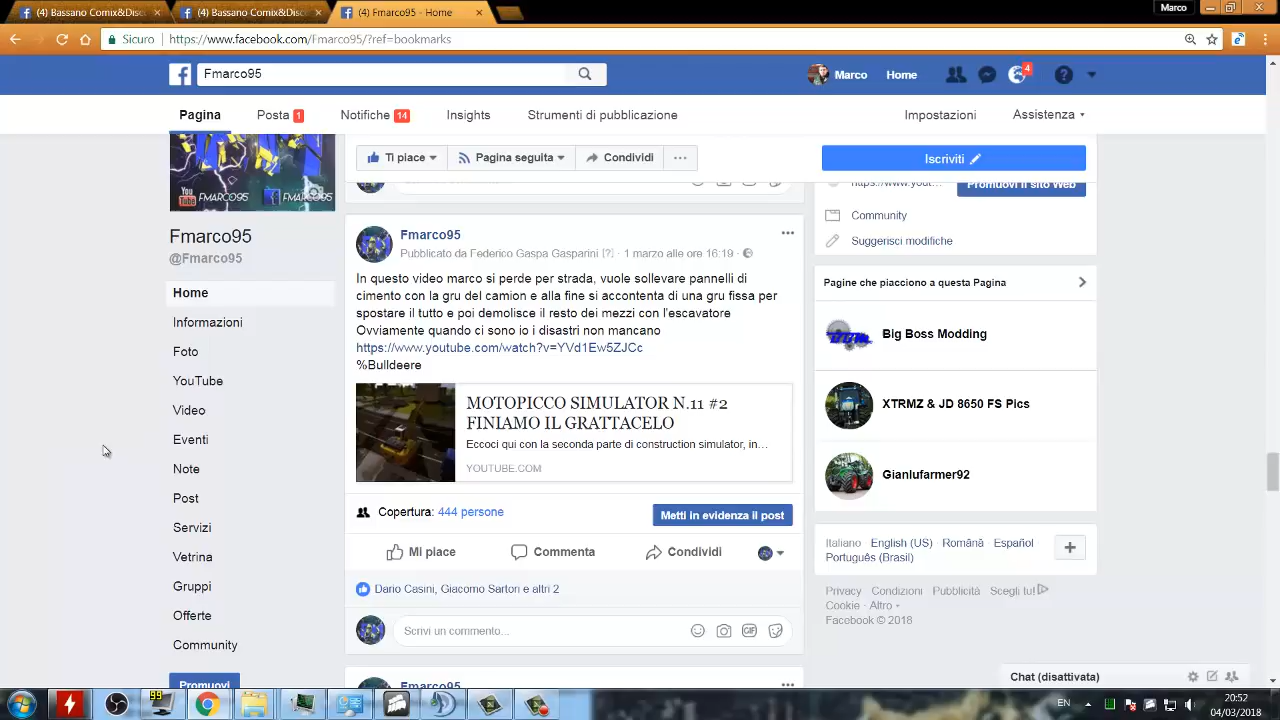 (4) Bassano Comix&Disc
(4) Bassano Comix&Disc
(4) Fmarco95 - Home
Marco
Sicuro
https://www.facebook.com/Fmarco95/?ref=bookmarks
Fmarco95
Marco
Home
4
Pagina
Posta 1
Notifiche 14
Insights
Strumenti di pubblicazione
Impostazioni
Assistenza
You Tube FMARCO95
FMARCO95
Ti piace
Pagina seguita
Condividi
Iscriviti
https://www.yout...
Promuovi il sito Web
Community
Suggerisci modifiche
Fmarco95
@Fmarco95
Home
Informazioni
Foto
YouTube
Video
Eventi
Note
Post
Servizi
Vetrina
Gruppi
Offerte
Community
Promuovi
Fmarco95
Pubblicato da Federico Gaspa Gasparini [?] · 1 marzo alle ore 16:19 ·
In questo video marco si perde per strada, vuole sollevare pannelli di
cimento con la gru del camion e alla fine si accontenta di una gru fissa per
spostare il tutto e poi demolisce il resto dei mezzi con l'escavatore
Ovviamente quando ci sono io i disastri non mancano
https://www.youtube.com/watch?v=YVd1Ew5ZJCc
%Bulldeere
MOTOPICCO SIMULATOR N.11 #2
FINIAMO IL GRATTACELO
Eccoci qui con la seconda parte di construction simulator, in...
YOUTUBE.COM
Copertura: 444 persone
Metti in evidenza il post
Mi piace
Commenta
Condividi
Dario Casini, Giacomo Sartori e altri 2
Scrivi un commento...
GIF
Fmarco95
Pagine che piacciono a questa Pagina
Big Boss Modding
XTRMZ & JD 8650 FS Pics
Gianlufarmer92
Italiano · English (US) · Română · Español ·
Português (Brasil)
Privacy · Condizioni · Pubblicità · Scegli tu!
Cookie · Altro
Facebook © 2018
Chat (disattivata)
99
EN
20:52
04/03/2018